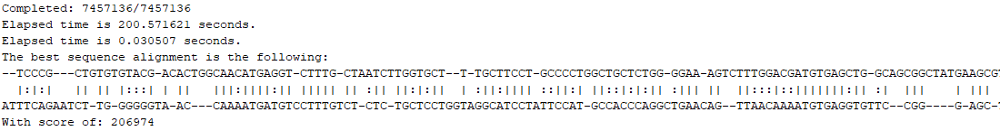 Completed: 7457136/7457136
Elapsed time is 200.571621 seconds.
Elapsed time is 0.030507 seconds.
The best sequence alignment is the following:
--TCCCG---CTGTGTGTACG-ACACTGGCAACATGAGGT-CTTTG-CTAATCTTGGTGCT--T-TGCTTCCT-GCCCCTGGCTGCTCTGG-GGAA-AGTCTTTGGACGATGTGAGCTG-GCAGCGGCTATGAAGCG
  |:|:|   || || |:::| | ||   |||:||||:|| ||||| || :|| ||:|:||  | :||:|||| ::||:| ||::|:|:|| :||| || ||  ||:::|::|||||||:|| :|  |||    | |||
ATTTCAGAATCT-TG-GGGGGTA-AC---CAAAATGATGTCCTTTGTCT-CTC-TGCTCCTGGTAGGCATCCTATTCCAT-GCCACCCAGGCTGAACAG--TTAACAAAATGTGAGGTGTTC--CGG----G-AGC-
With score of: 206974